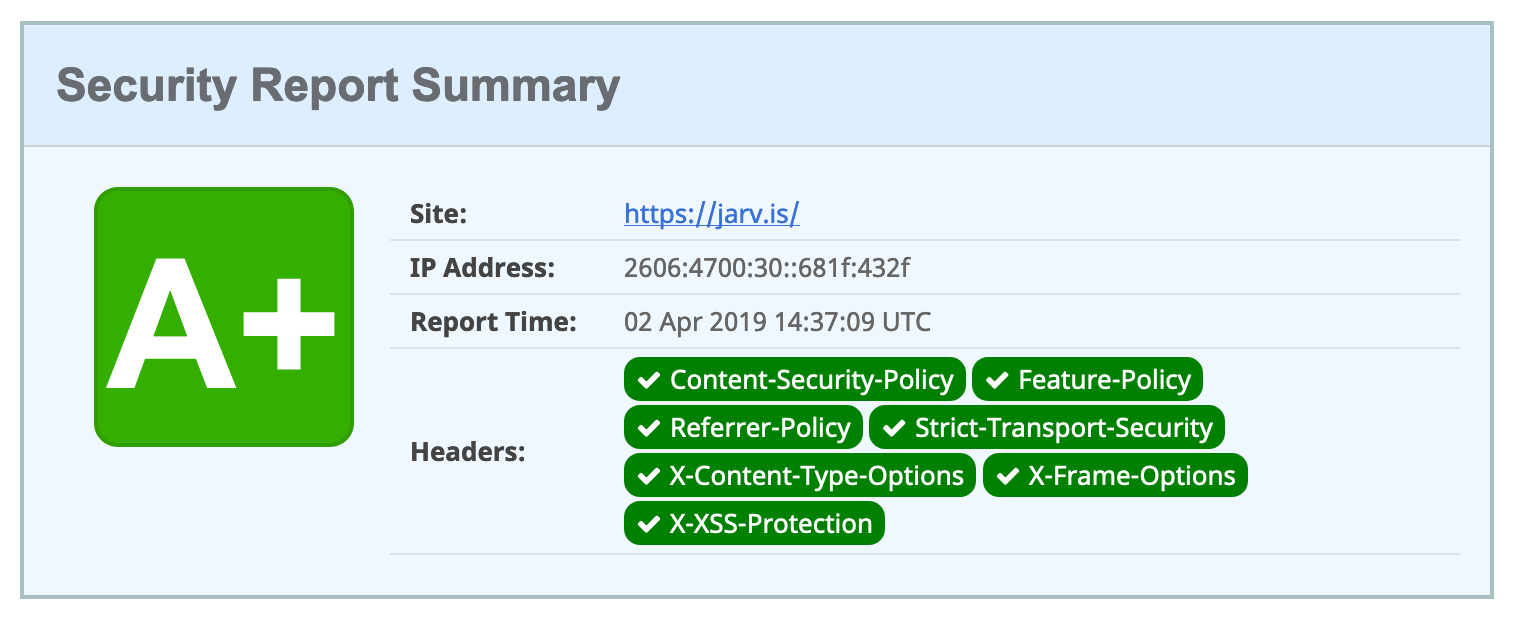 Security Report Summary
A+
Site: https://jarv.is/
IP Address: 2606:4700:30::681f:432f
Report Time: 02 Apr 2019 14:37:09 UTC
Headers:
Content-Security-Policy Feature-Policy
Referrer-Policy Strict-Transport-Security
X-Content-Type-Options X-Frame-Options
X-XSS-Protection